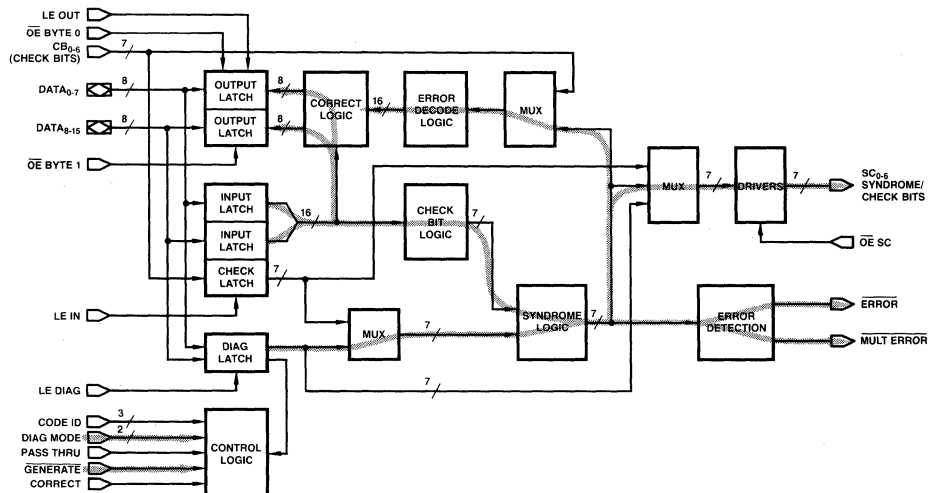 LE OUT
OE BYTE 0
CB0-6
(CHECK BITS)
7
DATA0-7
8
DATA8-15
8
OE BYTE 1
OUTPUT
LATCH
OUTPUT
LATCH
8
8
CORRECT
LOGIC
16
ERROR
DECODE
LOGIC
MUX
INPUT
LATCH
INPUT
LATCH
CHECK
LATCH
16
7
CHECK
BIT
LOGIC
7
MUX
7
DRIVERS
7
SC0-6
SYNDROME/
CHECK BITS
OE SC
LE IN
DIAG
LATCH
MUX
7
SYNDROME
LOGIC
7
ERROR
DETECTION
ERROR
MULT ERROR
7
LE DIAG
CODE ID
3
DIAG MODE
2
PASS THRU
GENERATE
CORRECT
CONTROL
LOGIC